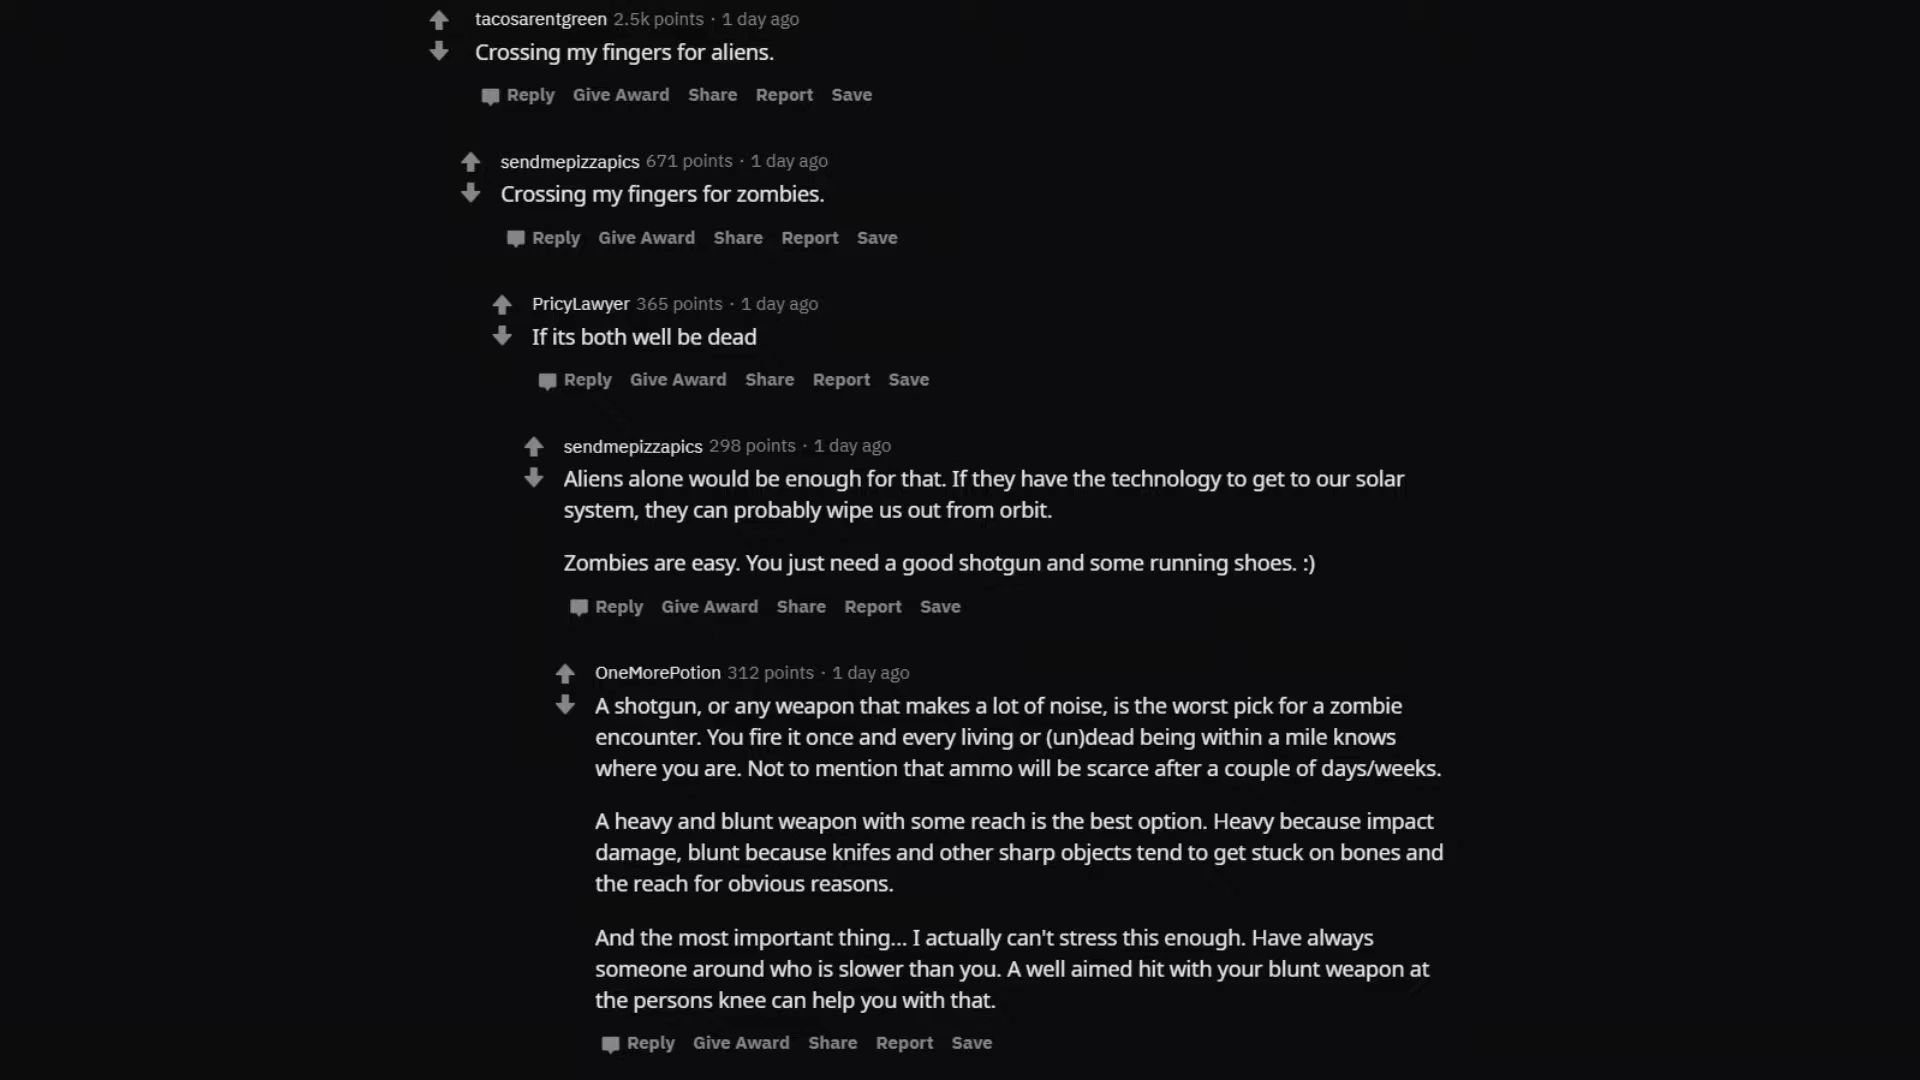 tacosarentgreen 2.5k points · 1 day ago
Crossing my fingers for aliens.
Reply Give Award Share Report Save
sendmepizzapics 671 points · 1 day ago
Crossing my fingers for zombies.
Reply Give Award Share Report Save
PricyLawyer 365 points · 1 day ago
If its both well be dead
Reply Give Award Share Report Save
sendmepizzapics 298 points · 1 day ago
Aliens alone would be enough for that. If they have the technology to get to our solar
system, they can probably wipe us out from orbit.
Zombies are easy. You just need a good shotgun and some running shoes. :)
Reply Give Award Share Report Save
OneMorePotion 312 points · 1 day ago
A shotgun, or any weapon that makes a lot of noise, is the worst pick for a zombie
encounter. You fire it once and every living or (un)dead being within a mile knows
where you are. Not to mention that ammo will be scarce after a couple of days/weeks.
A heavy and blunt weapon with some reach is the best option. Heavy because impact
damage, blunt because knifes and other sharp objects tend to get stuck on bones and
the reach for obvious reasons.
And the most important thing... I actually can't stress this enough. Have always
someone around who is slower than you. A well aimed hit with your blunt weapon at
the persons knee can help you with that.
Reply Give Award Share Report Save